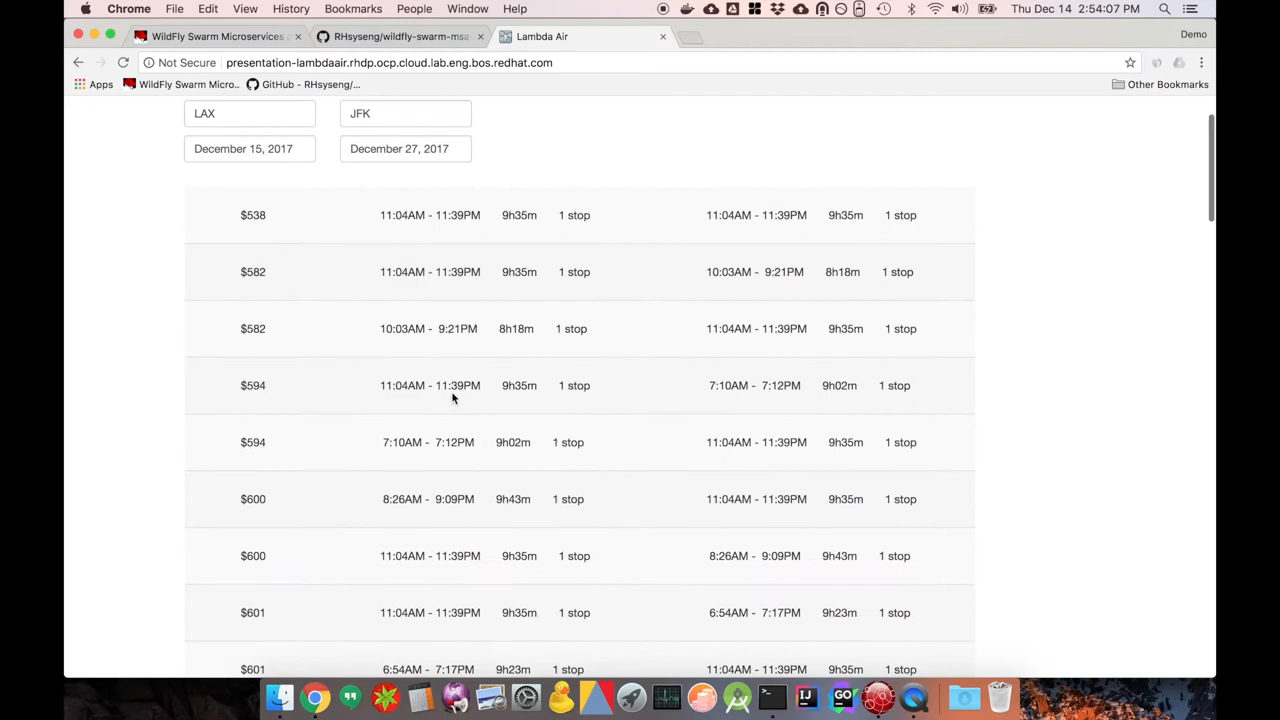 Chrome File Edit View History Bookmarks People Window Help Thu Dec 14 2:54:07 PM
WildFly Swarm Microservices Lambda Air Demo
RHsyseng/wildfly-swarm-msa
Not Secure presentation-lambdaair.rhdp.ocp.cloud.lab.eng.bos.redhat.com
Apps WildFly Swarm Micro... GitHub - RHsyseng/... Other Bookmarks
LAX JFK
December 15, 2017 December 27, 2017
$538 11:04AM - 11:39PM 9h35m 1 stop 11:04AM - 11:39PM 9h35m 1 stop
$582 11:04AM - 11:39PM 9h35m 1 stop 10:03AM - 9:21PM 8h18m 1 stop
$582 10:03AM - 9:21PM 8h18m 1 stop 11:04AM - 11:39PM 9h35m 1 stop
$594 11:04AM - 11:39PM 9h35m 1 stop 7:10AM - 7:12PM 9h02m 1 stop
$594 7:10AM - 7:12PM 9h02m 1 stop 11:04AM - 11:39PM 9h35m 1 stop
$600 8:26AM - 9:09PM 9h43m 1 stop 11:04AM - 11:39PM 9h35m 1 stop
$600 11:04AM - 11:39PM 9h35m 1 stop 8:26AM - 9:09PM 9h43m 1 stop
$601 11:04AM - 11:39PM 9h35m 1 stop 6:54AM - 7:17PM 9h23m 1 stop
$601 6:54AM - 7:17PM 9h23m 1 stop 11:04AM - 11:39PM 9h35m 1 stop
IJ GO